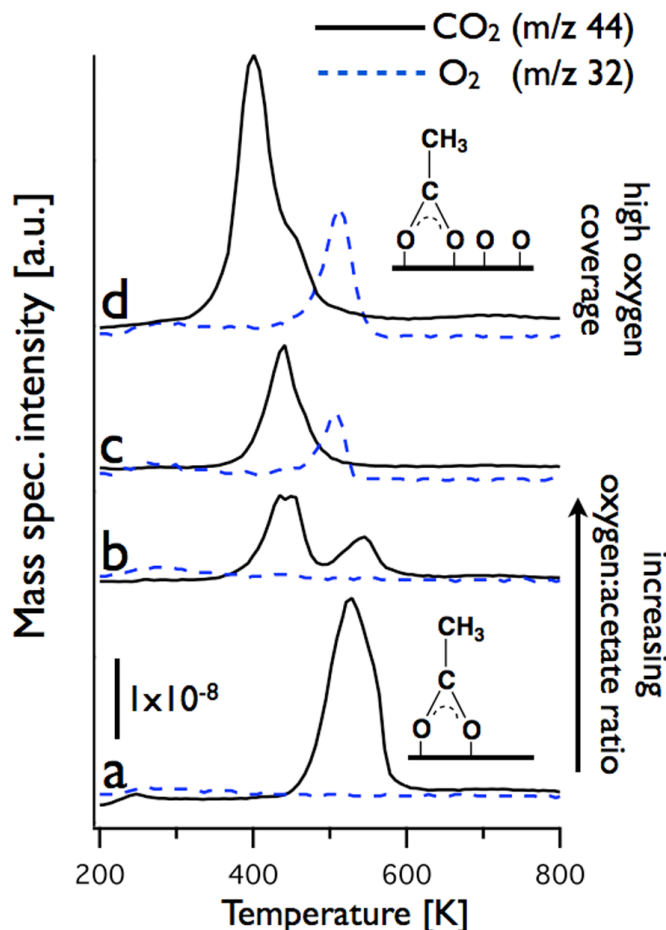 CO₂ (m/z 44)
O₂ (m/z 32)
Mass spec. intensity [a.u.]
high oxygen
coverage
CH₃
C
O O O O
d
c
b
increasing
oxygen:acetate ratio
1x10⁻⁸
CH₃
C
O O
a
200 400 600 800
Temperature [K]